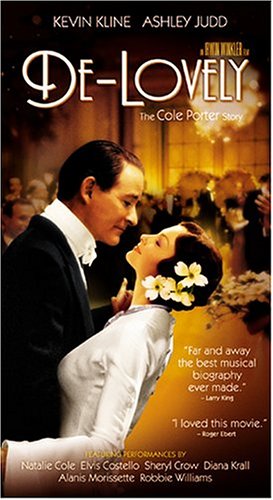 KEVIN KLINE ASHLEY JUDD
AN IRWIN WINKLER FILM
DE-LOVELY
The Cole Porter Story
"Far and away
the best musical
biography
ever made."
– Larry King
"I loved this movie."
– Roger Ebert
FEATURING PERFORMANCES BY
Natalie Cole Elvis Costello Sheryl Crow Diana Krall
Alanis Morissette Robbie Williams